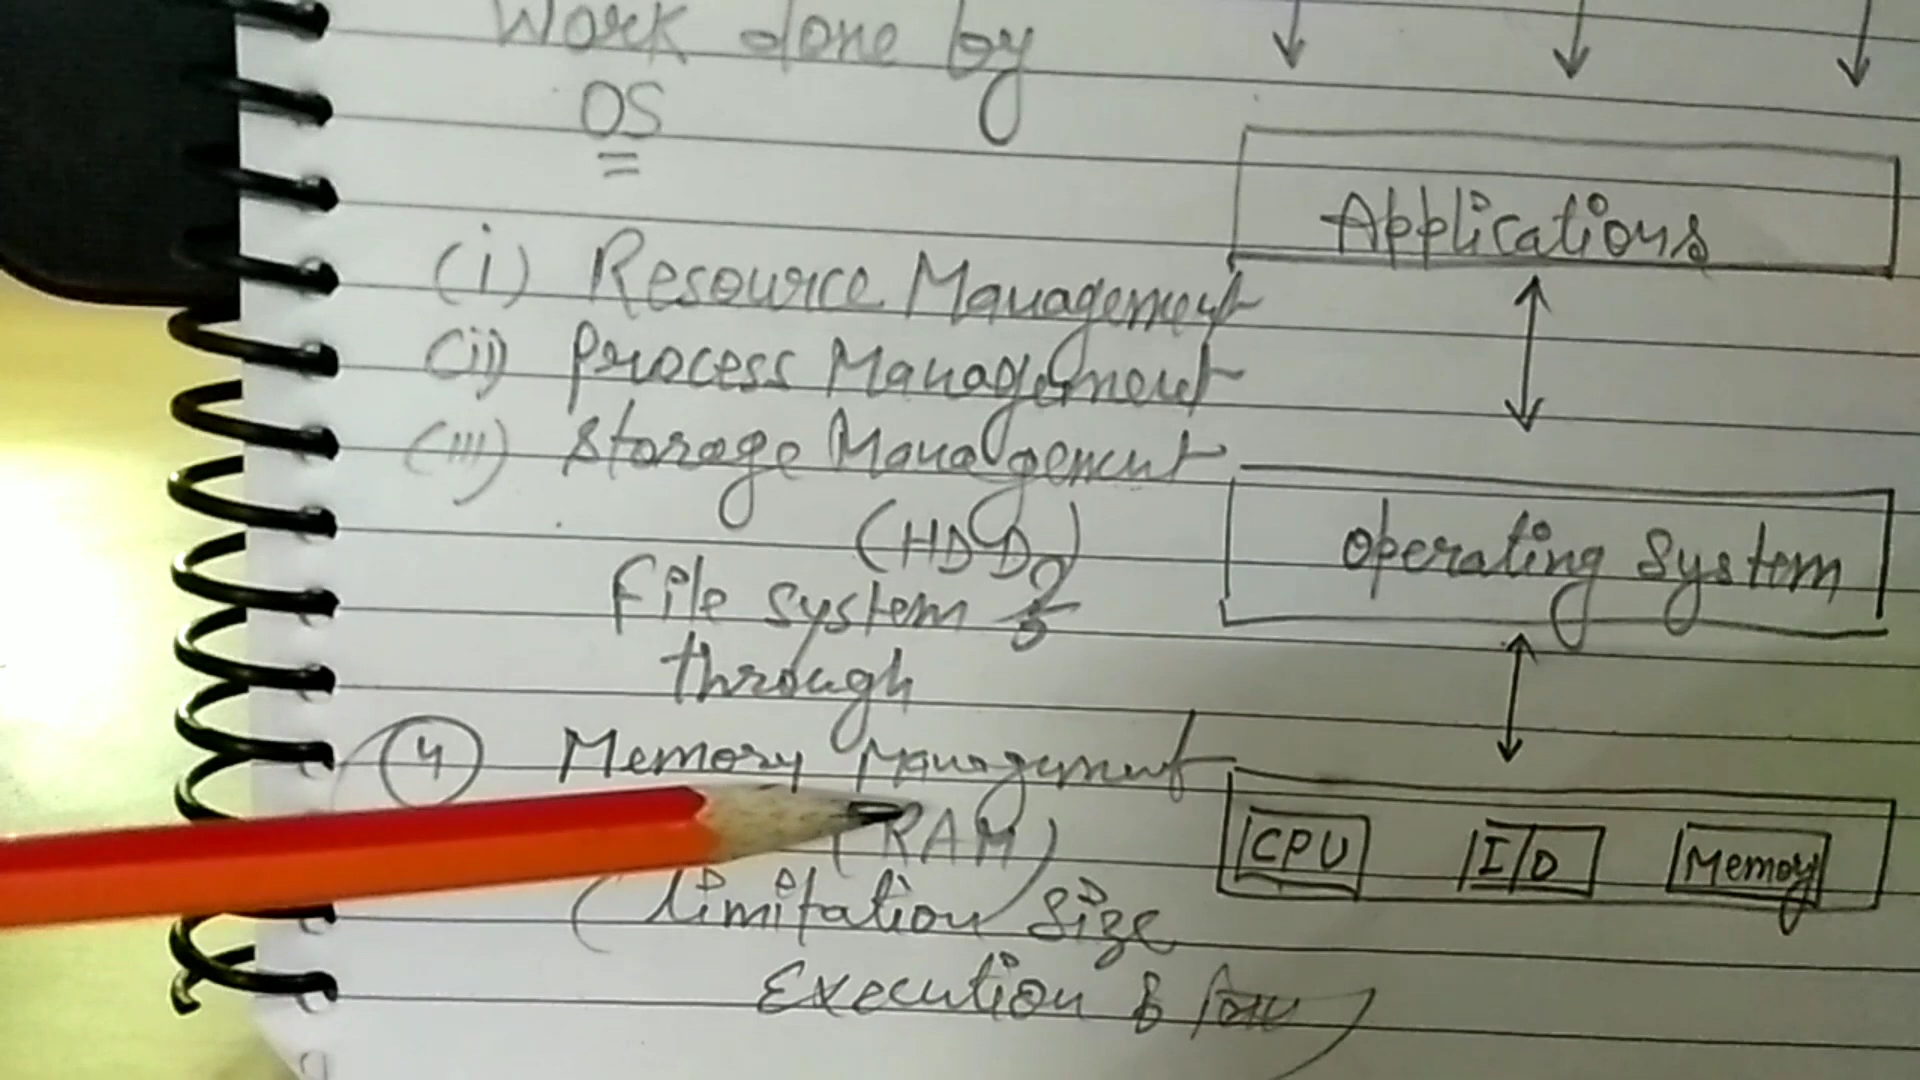 Work done by
OS
(i) Resource Management
(ii) Process Management
(iii) Storage Management
(HDD)
File System
through
4 Memory Management
(RAM)
(Limitation Size
Execution
Applications
Operating System
CPU I/O Memory